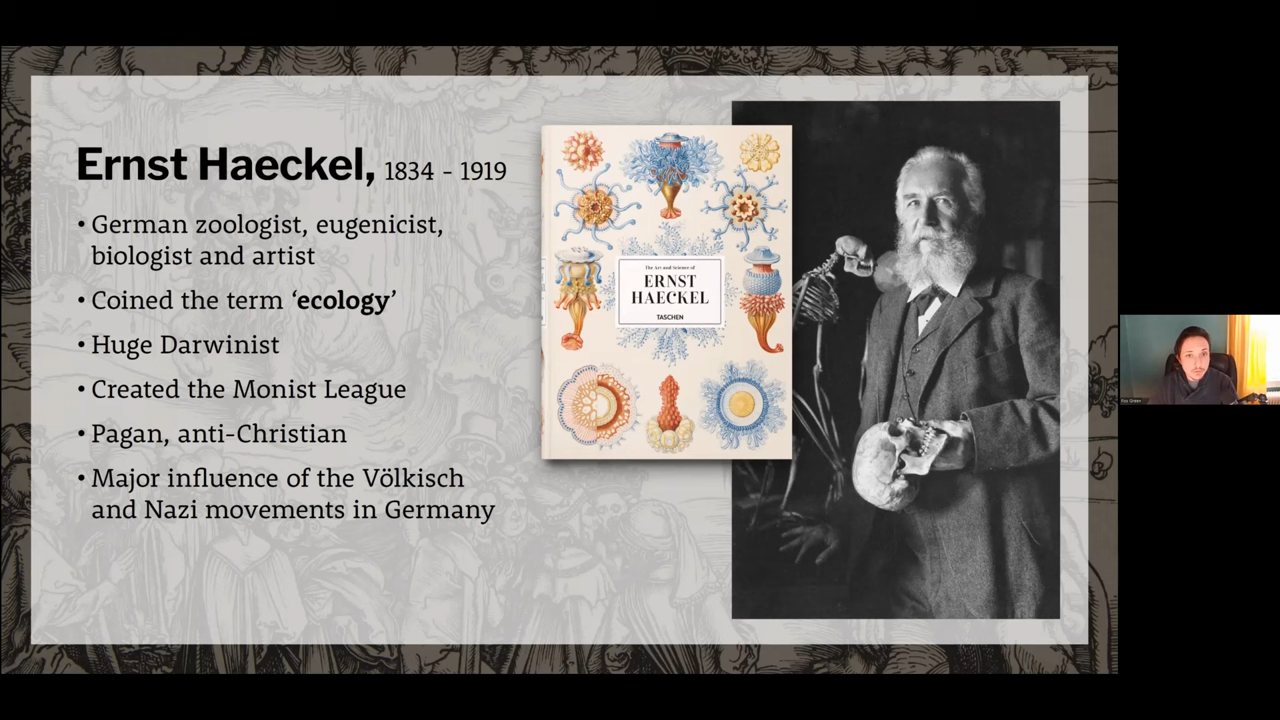 Ernst Haeckel, 1834 - 1919
• German zoologist, eugenicist,
biologist and artist
• Coined the term ‘ecology’
• Huge Darwinist
• Created the Monist League
• Pagan, anti-Christian
• Major influence of the Völkisch
and Nazi movements in Germany
The Art and Science of
ERNST
HAECKEL
TASCHEN